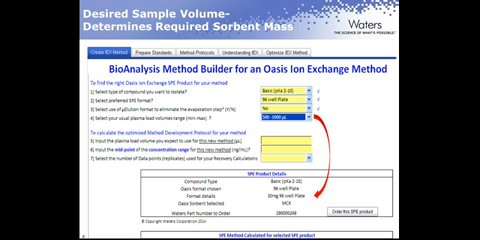 Desired Sample Volume-
Determines Required Sorbent Mass
Waters
THE SCIENCE OF WHAT'S POSSIBLE.
Create IEX Method
Prepare Standards
Method Protocols
Understanding IEX
Optimize IEX Method
BioAnalysis Method Builder for an Oasis Ion Exchange Method
To find the right Oasis Ion Exchange SPE Product for your method
1) Select type of compound you want to isolate? Basic (pKa 2-10) √
2) Select preferred SPE format? 96 well Plate √
3) Select use of µElution format to eliminate the evaporation step? (Y/N) No √
4) Select your usual plasma load volumes range (min-max) ? 500 -1000 µL
To calculate the optimized Method Development Protocol for your method
5) Input the plasma load volume you expect to use for this new method (µL)
6) Input the mid-point of the concentration range for this new method (ng/mL)?
7) Select the number of Data points (replicates) used for your Recovery Calculations
SPE Product Details
Compound Type Basic (pKa 2-10)
Oasis format chosen 96 well Plate
Format details 30mg 96 well Plate
Oasis Sorbent Selected MCX
Waters Part Number to Order 186000248
Order this SPE product
© Copyright Waters Corporation 2014
SPE Method Calculated for selected SPE product